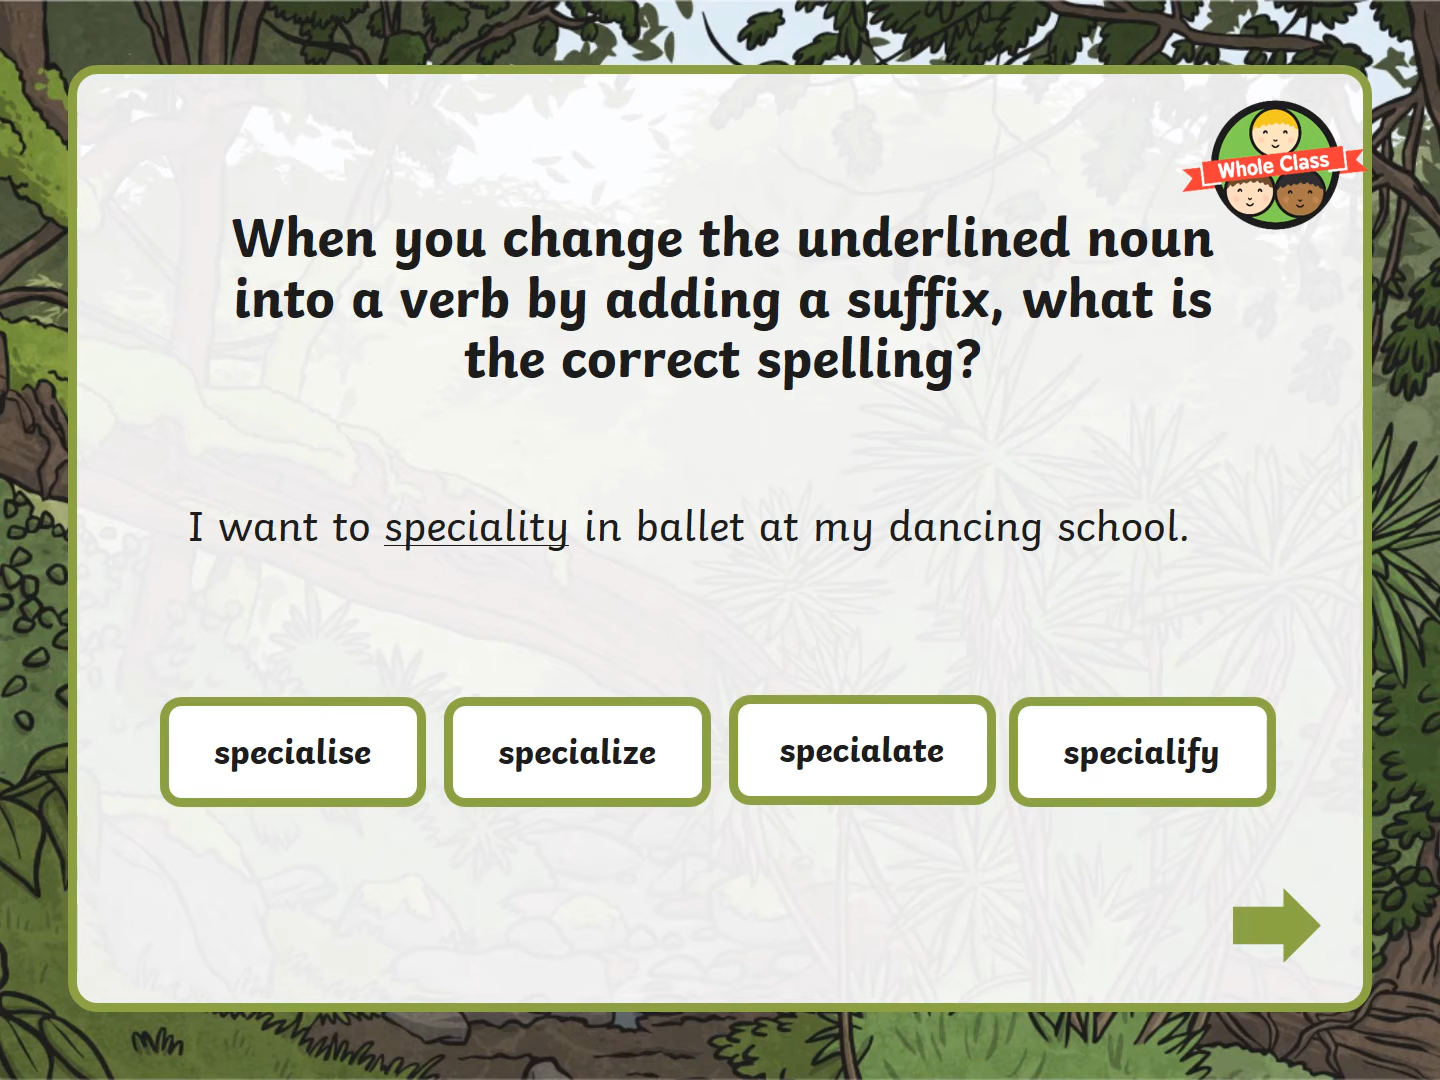 Whole Class
When you change the underlined noun
into a verb by adding a suffix, what is
the correct spelling?
I want to speciality in ballet at my dancing school.
specialise
specialize
specialate
specialify